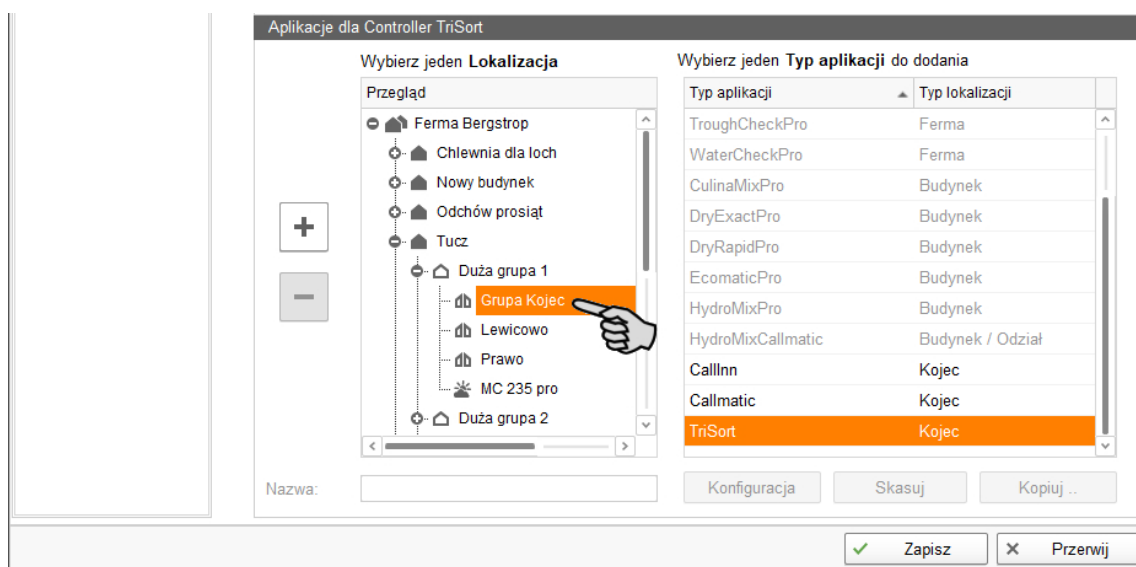 Aplikacje dla Controller TriSort
Wybierz jeden Lokalizacja
Wybierz jeden Typ aplikacji do dodania
Przegląd
Typ aplikacji Typ lokalizacji
Ferma Bergstrop
TroughCheckPro Ferma
Chlewnia dla loch
WaterCheckPro Ferma
Nowy budynek
CulinaMixPro Budynek
Odchów prosiąt
DryExactPro Budynek
Tucz
DryRapidPro Budynek
Duża grupa 1
EcomaticPro Budynek
Grupa Kojec
HydroMixPro Budynek
Lewicowo
HydroMixCallmatic Budynek / Odział
Prawo
CallInn Kojec
MC 235 pro
Callmatic Kojec
Duża grupa 2
TriSort Kojec
Nazwa:
Konfiguracja Skasuj Kopiuj ..
Zapisz Przerwij